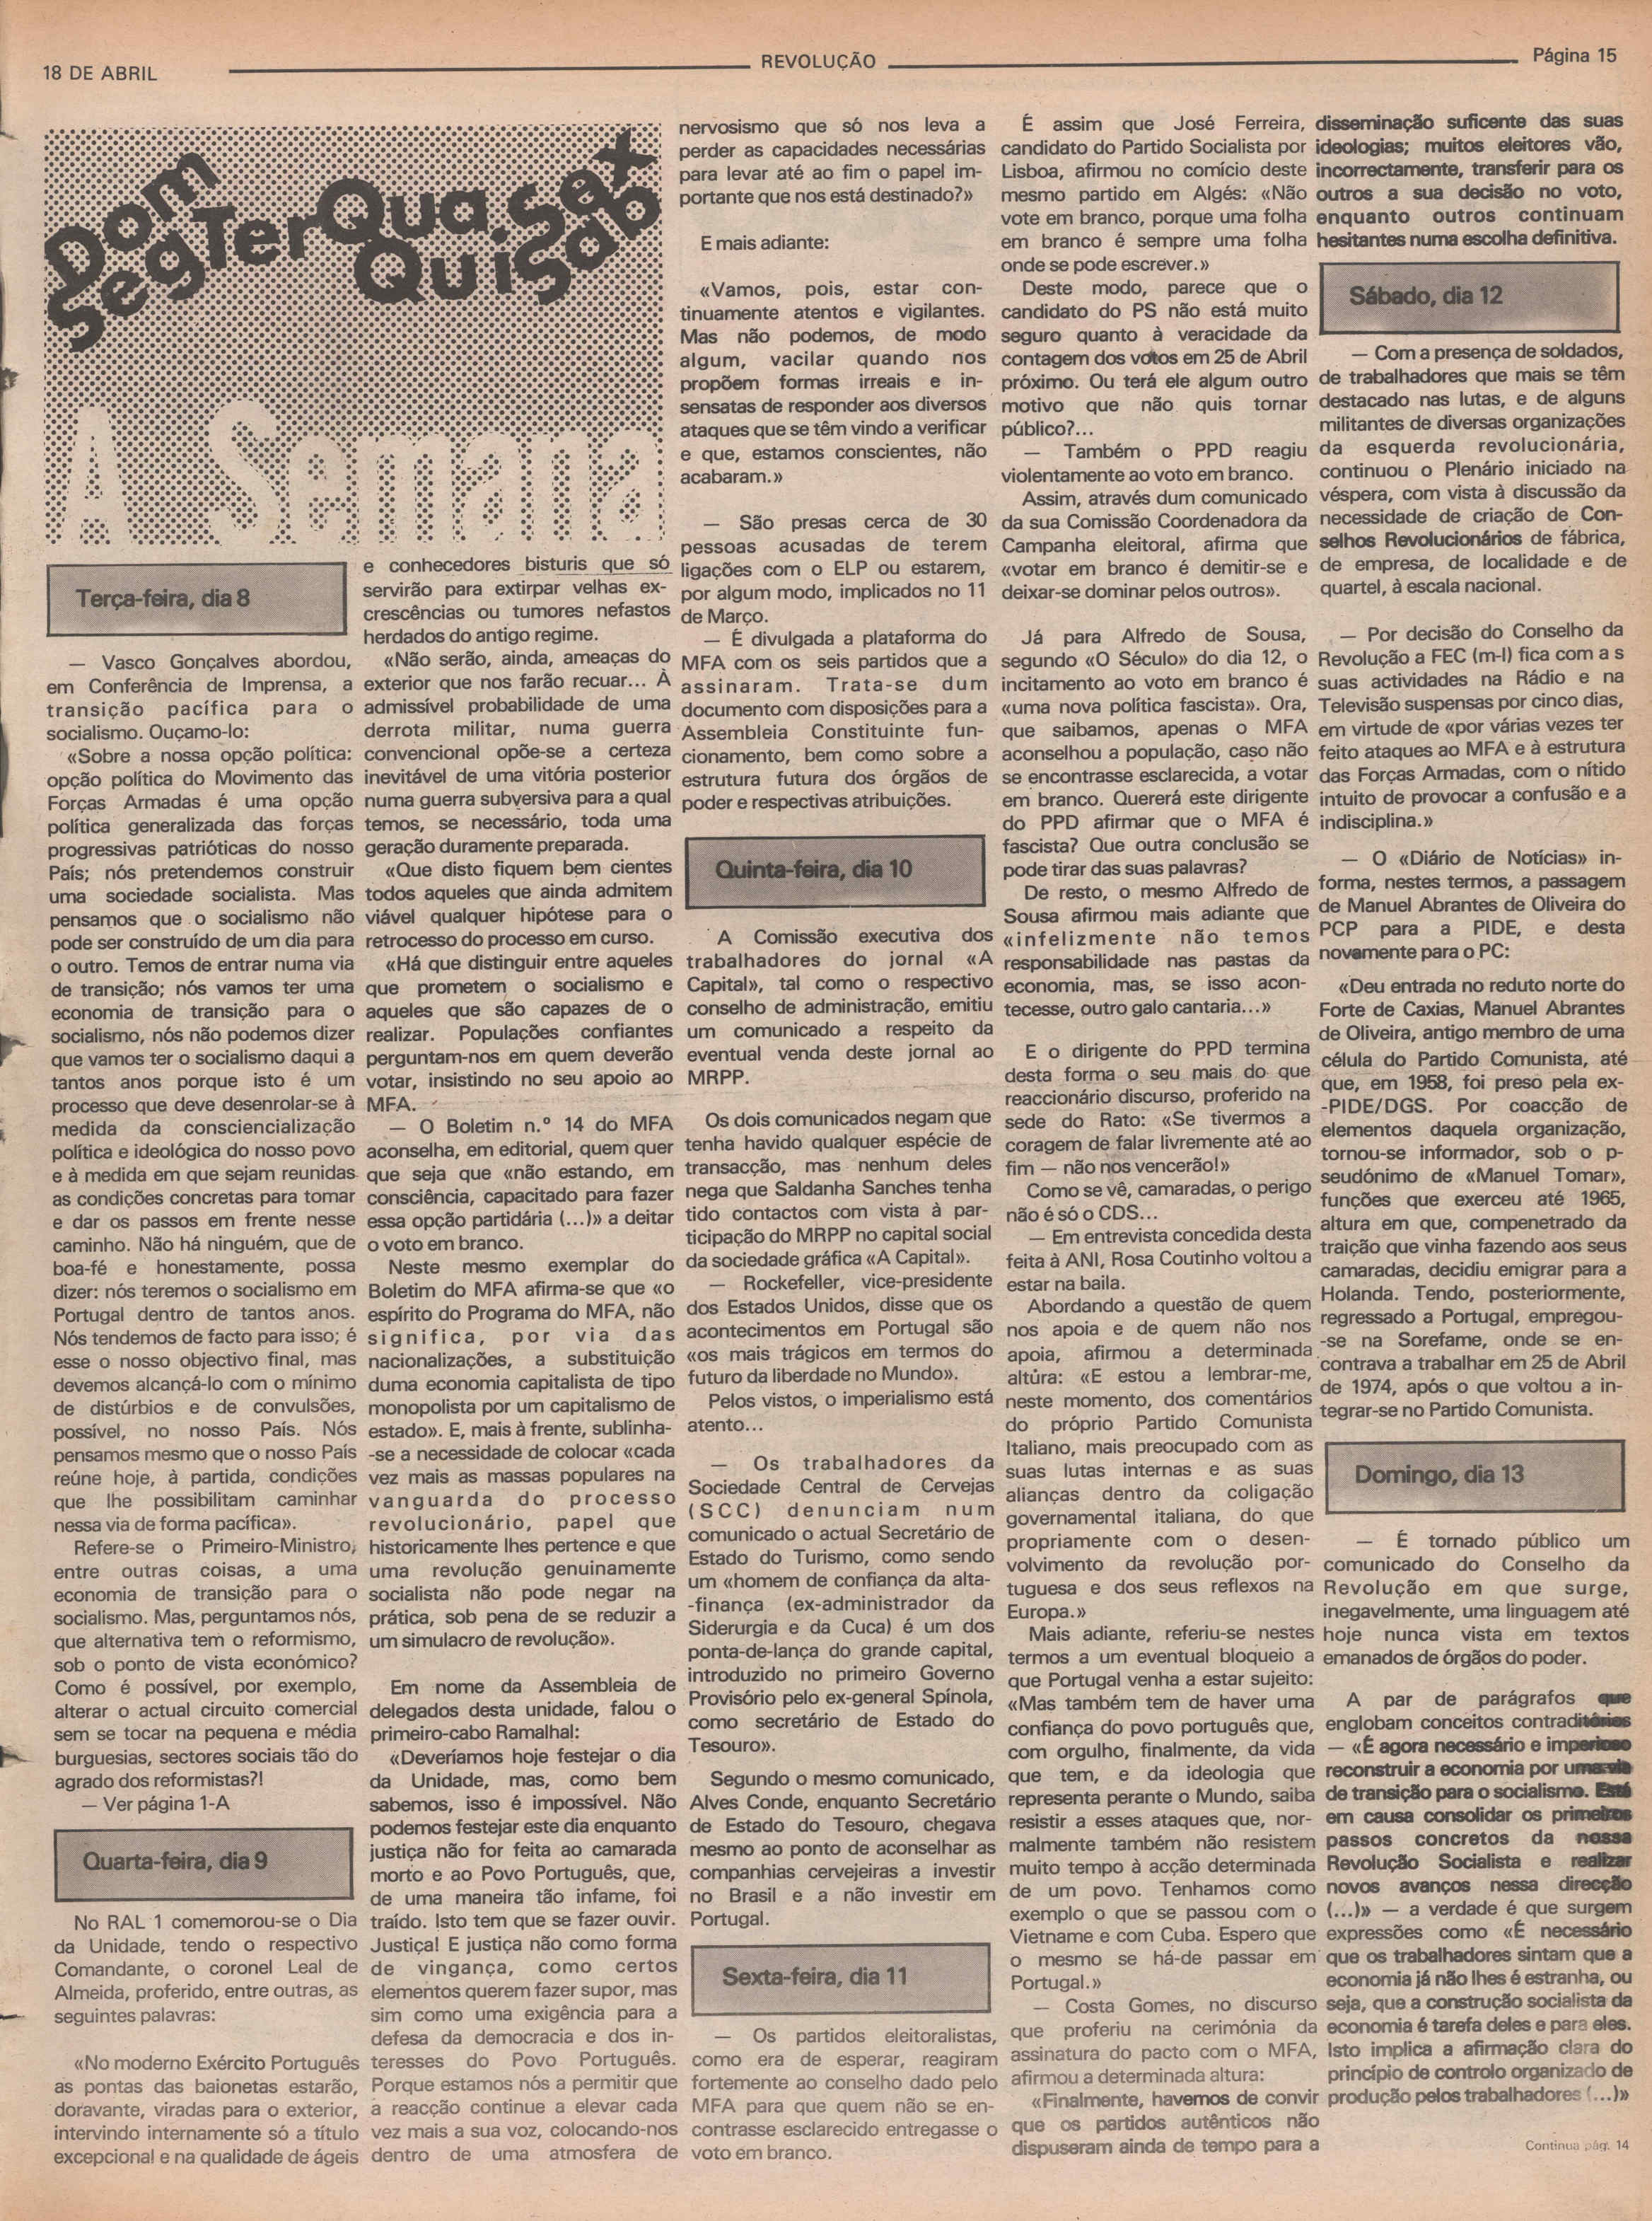 18 DE ABRIL
REVOLUÇÃO
Página 15
Dom
Seg Ter Qua Qui Sex Sab
A Semana
Terça-feira, dia 8
— Vasco Gonçalves abordou,
em Conferência de Imprensa, a
transição pacífica para o
socialismo. Ouçamo-lo:
«Sobre a nossa opção política:
opção política do Movimento das
Forças Armadas é uma opção
política generalizada das forças
progressivas patrióticas do nosso
País; nós pretendemos construir
uma sociedade socialista. Mas
pensamos que o socialismo não
pode ser construído de um dia para
o outro. Temos de entrar numa via
de transição; nós vamos ter uma
economia de transição para o
socialismo, nós não podemos dizer
que vamos ter o socialismo daqui a
tantos anos porque isto é um
processo que deve desenrolar-se à
medida da consciencialização
política e ideológica do nosso povo
e à medida em que sejam reunidas
as condições concretas para tomar
e dar os passos em frente nesse
caminho. Não há ninguém, que de
boa-fé e honestamente, possa
dizer: nós teremos o socialismo em
Portugal dentro de tantos anos.
Nós tendemos de facto para isso; é
esse o nosso objectivo final, mas
devemos alcançá-lo com o mínimo
de distúrbios e de convulsões,
possível, no nosso País. Nós
pensamos mesmo que o nosso País
reúne hoje, à partida, condições
que lhe possibilitam caminhar
nessa via de forma pacífica».
Refere-se o Primeiro-Ministro,
entre outras coisas, a uma
economia de transição para o
socialismo. Mas, perguntamos nós,
que alternativa tem o reformismo,
sob o ponto de vista económico?
Como é possível, por exemplo,
alterar o actual circuito comercial
sem se tocar na pequena e média
burguesias, sectores sociais tão do
agrado dos reformistas?!
— Ver página 1-A
Quarta-feira, dia 9
No RAL 1 comemorou-se o Dia
da Unidade, tendo o respectivo
Comandante, o coronel Leal de
Almeida, proferido, entre outras, as
seguintes palavras:
«No moderno Exército Português
as pontas das baionetas estarão,
doravante, viradas para o exterior,
intervindo internamente só a título
excepcional e na qualidade de ágeis
e conhecedores bisturis que só
servirão para extirpar velhas ex-
crescências ou tumores nefastos
herdados do antigo regime.
«Não serão, ainda, ameaças do
exterior que nos farão recuar... À
admissível probabilidade de uma
derrota militar, numa guerra
convencional opõe-se a certeza
inevitável de uma vitória posterior
numa guerra subversiva para a qual
temos, se necessário, toda uma
geração duramente preparada.
«Que disto fiquem bem cientes
todos aqueles que ainda admitem
viável qualquer hipótese para o
retrocesso do processo em curso.
«Há que distinguir entre aqueles
que prometem o socialismo e
aqueles que são capazes de o
realizar. Populações confiantes
perguntam-nos em quem deverão
votar, insistindo no seu apoio ao
MFA.
— O Boletim n.º 14 do MFA
aconselha, em editorial, quem quer
que seja que «não estando, em
consciência, capacitado para fazer
essa opção partidária (...)» a deitar
o voto em branco.
Neste mesmo exemplar do
Boletim do MFA afirma-se que «o
espírito do Programa do MFA, não
significa, por via das
nacionalizações, a substituição
duma economia capitalista de tipo
monopolista por um capitalismo de
estado». E, mais à frente, sublinha-
-se a necessidade de colocar «cada
vez mais as massas populares na
vanguarda do processo
revolucionário, papel que
historicamente lhes pertence e que
uma revolução genuinamente
socialista não pode negar na
prática, sob pena de se reduzir a
um simulacro de revolução».
Em nome da Assembleia de
delegados desta unidade, falou o
primeiro-cabo Ramalhal:
«Deveríamos hoje festejar o dia
da Unidade, mas, como bem
sabemos, isso é impossível. Não
podemos festejar este dia enquanto
justiça não for feita ao camarada
morto e ao Povo Português, que,
de uma maneira tão infame, foi
traído. Isto tem que se fazer ouvir.
Justiça! E justiça não como forma
de vingança, como certos
elementos querem fazer supor, mas
sim como uma exigência para a
defesa da democracia e dos in-
teresses do Povo Português.
Porque estamos nós a permitir que
a reacção continue a elevar cada
vez mais a sua voz, colocando-nos
dentro de uma atmosfera de
nervosismo que só nos leva a
perder as capacidades necessárias
para levar até ao fim o papel im-
portante que nos está destinado?»
E mais adiante:
«Vamos, pois, estar con-
tinuamente atentos e vigilantes.
Mas não podemos, de modo
algum, vacilar quando nos
propõem formas irreais e in-
sensatas de responder aos diversos
ataques que se têm vindo a verificar
e que, estamos conscientes, não
acabaram.»
— São presas cerca de 30
pessoas acusadas de terem
ligações com o ELP ou estarem,
por algum modo, implicados no 11
de Março.
— É divulgada a plataforma do
MFA com os seis partidos que a
assinaram. Trata-se dum
documento com disposições para a
Assembleia Constituinte fun-
cionamento, bem como sobre a
estrutura futura dos órgãos de
poder e respectivas atribuições.
Quinta-feira, dia 10
A Comissão executiva dos
trabalhadores do jornal «A
Capital», tal como o respectivo
conselho de administração, emitiu
um comunicado a respeito da
eventual venda deste jornal ao
MRPP.
Os dois comunicados negam que
tenha havido qualquer espécie de
transacção, mas nenhum deles
nega que Saldanha Sanches tenha
tido contactos com vista à par-
ticipação do MRPP no capital social
da sociedade gráfica «A Capital».
— Rockefeller, vice-presidente
dos Estados Unidos, disse que os
acontecimentos em Portugal são
«os mais trágicos em termos do
futuro da liberdade no Mundo».
Pelos vistos, o imperialismo está
atento...
— Os trabalhadores da
Sociedade Central de Cervejas
(SCC) denunciam num
comunicado o actual Secretário de
Estado do Turismo, como sendo
um «homem de confiança da alta-
-finança (ex-administrador da
Siderurgia e da Cuca) é um dos
ponta-de-lança do grande capital,
introduzido no primeiro Governo
Provisório pelo ex-general Spínola,
como secretário de Estado do
Tesouro».
Segundo o mesmo comunicado,
Alves Conde, enquanto Secretário
de Estado do Tesouro, chegava
mesmo ao ponto de aconselhar as
companhias cervejeiras a investir
no Brasil e a não investir em
Portugal.
Sexta-feira, dia 11
— Os partidos eleitoralistas,
como era de esperar, reagiram
fortemente ao conselho dado pelo
MFA para que quem não se en-
contrasse esclarecido entregasse o
voto em branco.
É assim que José Ferreira,
candidato do Partido Socialista por
Lisboa, afirmou no comício deste
mesmo partido em Algés: «Não
vote em branco, porque uma folha
em branco é sempre uma folha
onde se pode escrever.»
Deste modo, parece que o
candidato do PS não está muito
seguro quanto à veracidade da
contagem dos votos em 25 de Abril
próximo. Ou terá ele algum outro
motivo que não quis tornar
público?...
— Também o PPD reagiu
violentamente ao voto em branco.
Assim, através dum comunicado
da sua Comissão Coordenadora da
Campanha eleitoral, afirma que
«votar em branco é demitir-se e
deixar-se dominar pelos outros».
Já para Alfredo de Sousa,
segundo «O Século» do dia 12, o
incitamento ao voto em branco é
«uma nova política fascista». Ora,
que saibamos, apenas o MFA
aconselhou a população, caso não
se encontrasse esclarecida, a votar
em branco. Quererá este dirigente
do PPD afirmar que o MFA é
fascista? Que outra conclusão se
pode tirar das suas palavras?
De resto, o mesmo Alfredo de
Sousa afirmou mais adiante que
«infelizmente não temos
responsabilidade nas pastas da
economia, mas, se isso acon-
tecesse, outro galo cantaria...»
E o dirigente do PPD termina
desta forma o seu mais do que
reaccionário discurso, proferido na
sede do Rato: «Se tivermos a
coragem de falar livremente até ao
fim — não nos vencerão!»
Como se vê, camaradas, o perigo
não é só o CDS...
— Em entrevista concedida desta
feita à ANI, Rosa Coutinho voltou a
estar na baila.
Abordando a questão de quem
nos apoia e de quem não nos
apoia, afirmou a determinada
altúra: «E estou a lembrar-me,
neste momento, dos comentários
do próprio Partido Comunista
Italiano, mais preocupado com as
suas lutas internas e as suas
alianças dentro da coligação
governamental italiana, do que
propriamente com o desen-
volvimento da revolução por-
tuguesa e dos seus reflexos na
Europa.»
Mais adiante, referiu-se nestes
termos a um eventual bloqueio a
que Portugal venha a estar sujeito:
«Mas também tem de haver uma
confiança do povo português que,
com orgulho, finalmente, da vida
que tem, e da ideologia que
representa perante o Mundo, saiba
resistir a esses ataques que, nor-
malmente também não resistem
muito tempo à acção determinada
de um povo. Tenhamos como
exemplo o que se passou com o
Vietname e com Cuba. Espero que
o mesmo se há-de passar em
Portugal.»
— Costa Gomes, no discurso
que proferiu na cerimónia da
assinatura do pacto com o MFA,
afirmou a determinada altura:
«Finalmente, havemos de convir
que os partidos autênticos não
dispuseram ainda de tempo para a
disseminação suficente das suas
ideologias; muitos eleitores vão,
incorrectamente, transferir para os
outros a sua decisão no voto,
enquanto outros continuam
hesitantes numa escolha definitiva.
Sábado, dia 12
— Com a presença de soldados,
de trabalhadores que mais se têm
destacado nas lutas, e de alguns
militantes de diversas organizações
da esquerda revolucionária,
continuou o Plenário iniciado na
véspera, com vista à discussão da
necessidade de criação de Con-
selhos Revolucionários de fábrica,
de empresa, de localidade e de
quartel, à escala nacional.
— Por decisão do Conselho da
Revolução a FEC (m-l) fica com a s
suas actividades na Rádio e na
Televisão suspensas por cinco dias,
em virtude de «por várias vezes ter
feito ataques ao MFA e à estrutura
das Forças Armadas, com o nítido
intuito de provocar a confusão e a
indisciplina.»
— O «Diário de Notícias» in-
forma, nestes termos, a passagem
de Manuel Abrantes de Oliveira do
PCP para a PIDE, e desta
novamente para o PC:
«Deu entrada no reduto norte do
Forte de Caxias, Manuel Abrantes
de Oliveira, antigo membro de uma
célula do Partido Comunista, até
que, em 1958, foi preso pela ex-
-PIDE/DGS. Por coacção de
elementos daquela organização,
tornou-se informador, sob o p-
seudónimo de «Manuel Tomar»,
funções que exerceu até 1965,
altura em que, compenetrado da
traição que vinha fazendo aos seus
camaradas, decidiu emigrar para a
Holanda. Tendo, posteriormente,
regressado a Portugal, empregou-
-se na Sorefame, onde se en-
contrava a trabalhar em 25 de Abril
de 1974, após o que voltou a in-
tegrar-se no Partido Comunista.
Domingo, dia 13
— É tornado público um
comunicado do Conselho da
Revolução em que surge,
inegavelmente, uma linguagem até
hoje nunca vista em textos
emanados de órgãos do poder.
A par de parágrafos que
englobam conceitos contraditórios
— «É agora necessário e imperioso
reconstruir a economia por uma via
de transição para o socialismo. Está
em causa consolidar os primeiros
passos concretos da nossa
Revolução Socialista e realizar
novos avanços nessa direcção
(...)» — a verdade é que surgem
expressões como «É necessário
que os trabalhadores sintam que a
economia já não lhes é estranha, ou
seja, que a construção socialista da
economia é tarefa deles e para eles.
Isto implica a afirmação clara do
princípio de controlo organizado de
produção pelos trabalhadores (...)»
Continua pág. 14